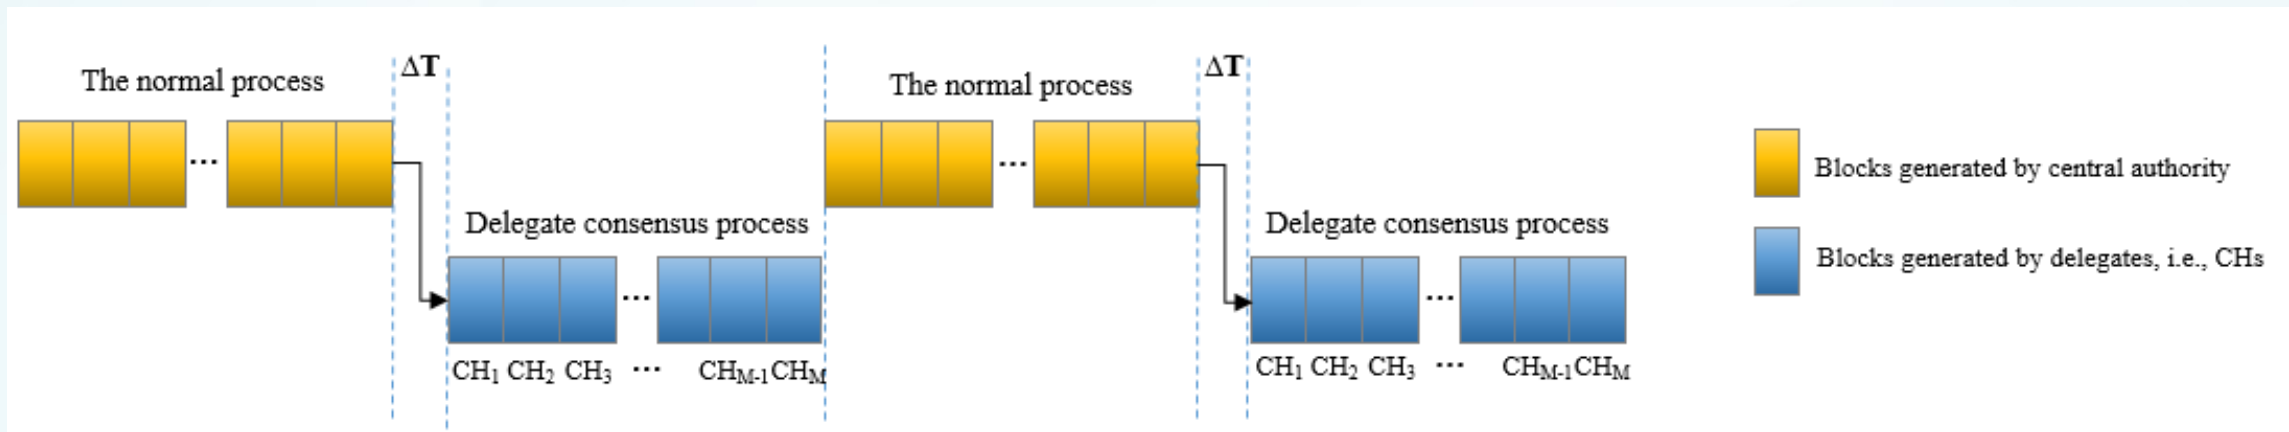 The normal process
ΔT
The normal process
ΔT
...
...
Delegate consensus process
Delegate consensus process
...
...
CH₁ CH₂ CH₃ ... CHM-1 CHM
CH₁ CH₂ CH₃ ... CHM-1 CHM
Blocks generated by central authority
Blocks generated by delegates, i.e., CHs